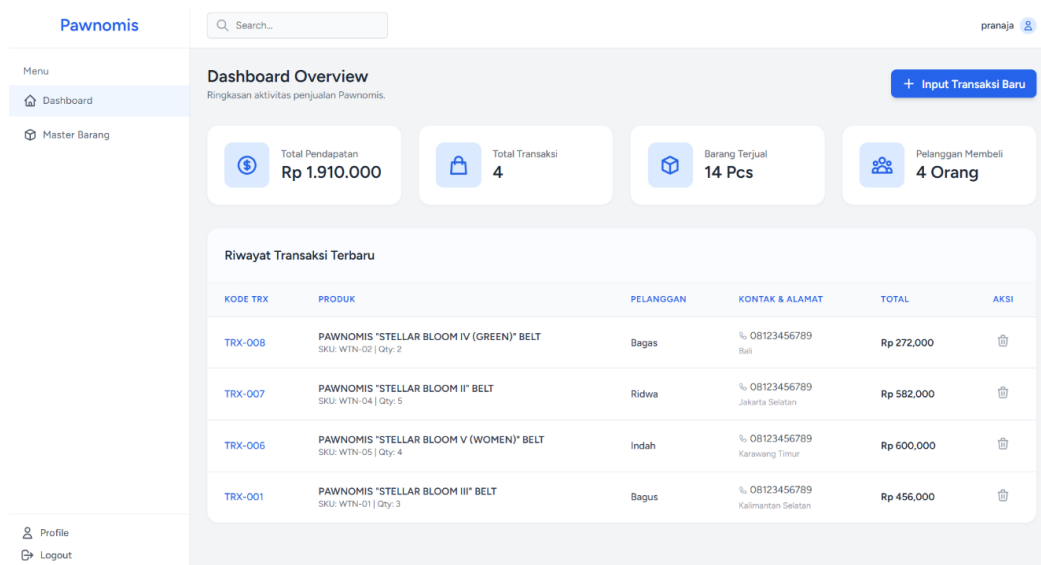 Pawnomis
Search...
pranaja
Menu
Dashboard
Master Barang
Profile
Logout
Dashboard Overview
Ringkasan aktivitas penjualan Pawnomis.
+ Input Transaksi Baru
Total Pendapatan
Rp 1.910.000
Total Transaksi
4
Barang Terjual
14 Pcs
Pelanggan Membeli
4 Orang
Riwayat Transaksi Terbaru
KODE TRX PRODUK PELANGGAN KONTAK & ALAMAT TOTAL AKSI
TRX-008 PAWNOMIS "STELLAR BLOOM IV (GREEN)" BELT Bagas 08123456789 Rp 272,000
SKU: WTN-02 | Qty: 2 Bali
TRX-007 PAWNOMIS "STELLAR BLOOM II" BELT Ridwa 08123456789 Rp 582,000
SKU: WTN-04 | Qty: 5 Jakarta Selatan
TRX-006 PAWNOMIS "STELLAR BLOOM V (WOMEN)" BELT Indah 08123456789 Rp 600,000
SKU: WTN-05 | Qty: 4 Karawang Timur
TRX-001 PAWNOMIS "STELLAR BLOOM III" BELT Bagus 08123456789 Rp 456,000
SKU: WTN-01 | Qty: 3 Kalimantan Selatan